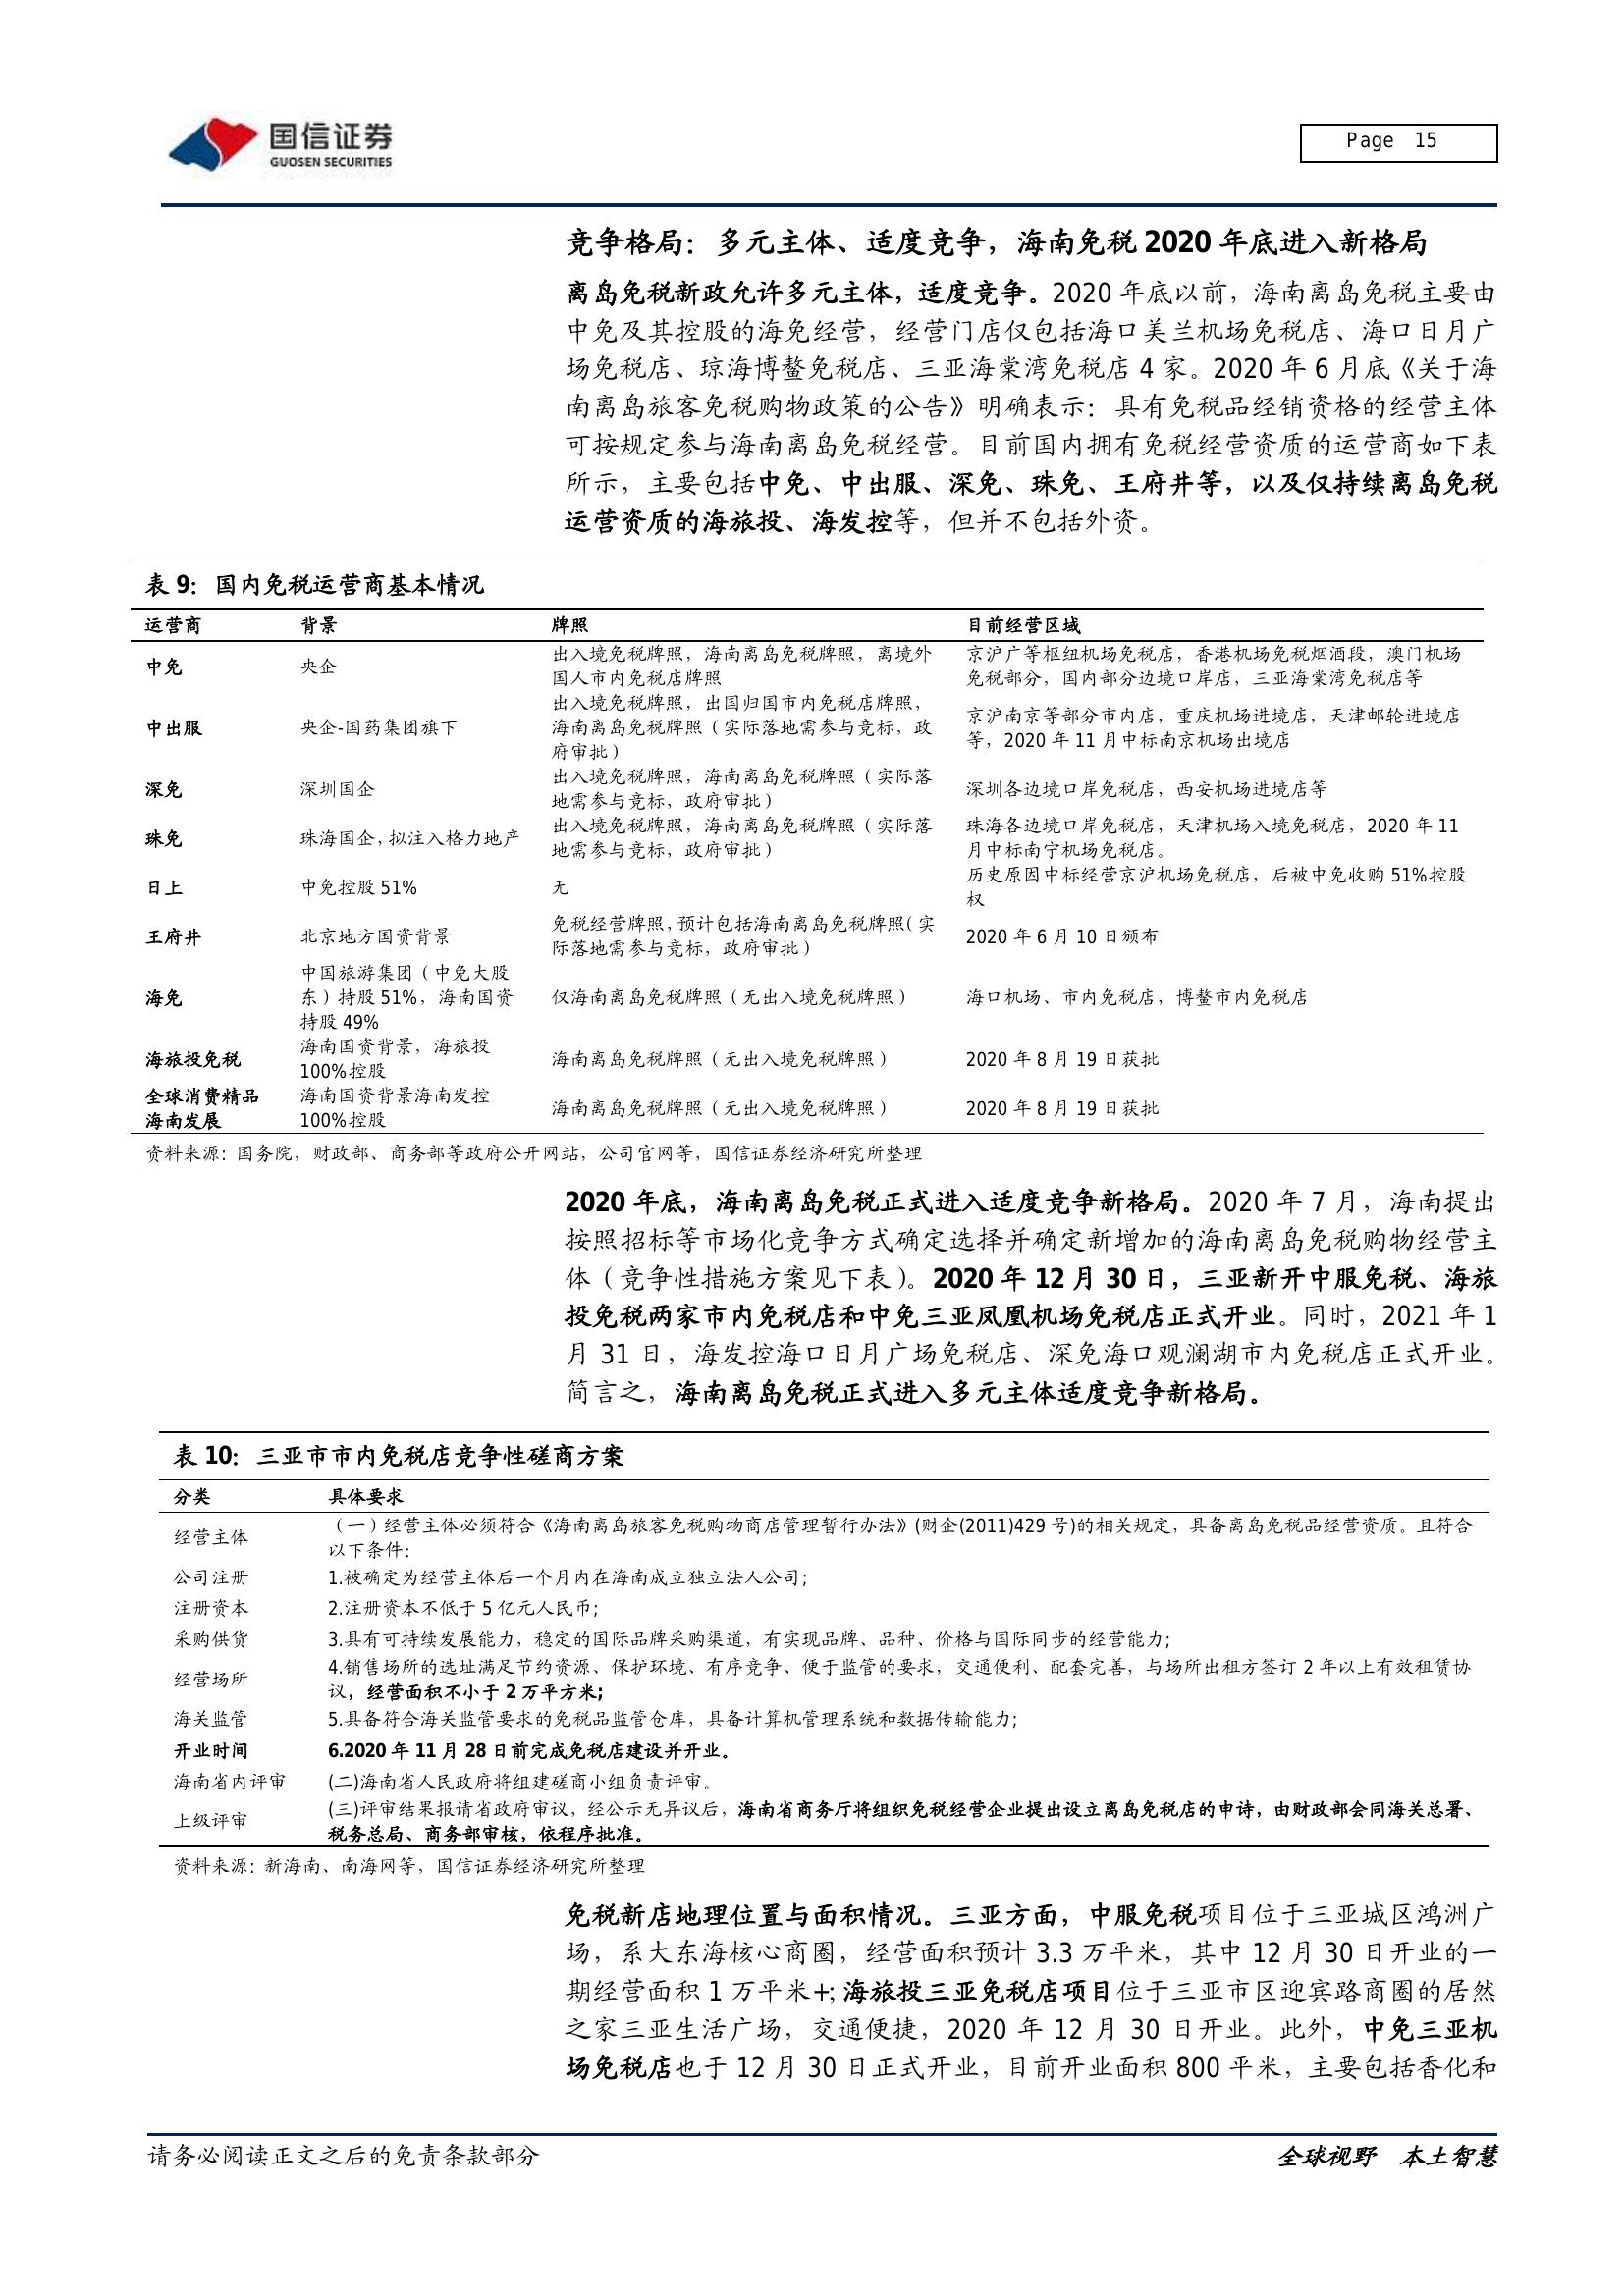 国信证券
GUOSEN SECURITIES
Page 15
竞争格局：多元主体、适度竞争，海南免税 2020 年底进入新格局
离岛免税新政允许多元主体，适度竞争。2020 年底以前，海南离岛免税主要由
中免及其控股的海免经营，经营门店仅包括海口美兰机场免税店、海口日月广
场免税店、琼海博鳌免税店、三亚海棠湾免税店 4 家。2020 年 6 月底《关于海
南离岛旅客免税购物政策的公告》明确表示：具有免税品经销资格的经营主体
可按规定参与海南离岛免税经营。目前国内拥有免税经营资质的运营商如下表
所示，主要包括中免、中出服、深免、珠免、王府井等，以及仅持续离岛免税
运营资质的海旅投、海发控等，但并不包括外资。
表 9：国内免税运营商基本情况
运营商 背景 牌照 目前经营区域
中免 央企 出入境免税牌照，海南离岛免税牌照，离境外
国人市内免税店牌照 京沪广等枢纽机场免税店，香港机场免税烟酒段，澳门机场
免税部分，国内部分边境口岸店，三亚海棠湾免税店等
中出服 央企-国药集团旗下 出入境免税牌照，出国归国市内免税店牌照，
海南离岛免税牌照（实际落地需参与竞标，政
府审批） 京沪南京等部分市内店，重庆机场进境店，天津邮轮进境店
等，2020 年 11 月中标南京机场出境店
深免 深圳国企 出入境免税牌照，海南离岛免税牌照（实际落
地需参与竞标，政府审批） 深圳各边境口岸免税店，西安机场进境店等
珠免 珠海国企，拟注入格力地产 出入境免税牌照，海南离岛免税牌照（实际落
地需参与竞标，政府审批） 珠海各边境口岸免税店，天津机场入境免税店，2020 年 11
月中标南宁机场免税店。
日上 中免控股 51% 无 历史原因中标经营京沪机场免税店，后被中免收购 51%控股
权
王府井 北京地方国资背景 免税经营牌照，预计包括海南离岛免税牌照（实
际落地需参与竞标，政府审批） 2020 年 6 月 10 日颁布
海免 中国旅游集团（中免大股
东）持股 51%，海南国资
持股 49% 仅海南离岛免税牌照（无出入境免税牌照） 海口机场、市内免税店，博鳌市内免税店
海旅投免税 海南国资背景，海旅投
100%控股 海南离岛免税牌照（无出入境免税牌照） 2020 年 8 月 19 日获批
全球消费精品
海南发展 海南国资背景海南发控
100%控股 海南离岛免税牌照（无出入境免税牌照） 2020 年 8 月 19 日获批
资料来源：国务院，财政部、商务部等政府公开网站，公司官网等，国信证券经济研究所整理
2020 年底，海南离岛免税正式进入适度竞争新格局。2020 年 7 月，海南提出
按照招标等市场化竞争方式确定选择并确定新增加的海南离岛免税购物经营主
体（竞争性措施方案见下表）。2020 年 12 月 30 日，三亚新开中服免税、海旅
投免税两家市内免税店和中免三亚凤凰机场免税店正式开业。同时，2021 年 1
月 31 日，海发控海口日月广场免税店、深免海口观澜湖市内免税店正式开业。
简言之，海南离岛免税正式进入多元主体适度竞争新格局。
表 10：三亚市市内免税店竞争性磋商方案
分类 具体要求
经营主体 （一）经营主体必须符合《海南离岛旅客免税购物商店管理暂行办法》(财企(2011)429 号)的相关规定，具备离岛免税品经营资质。且符合
以下条件：
公司注册 1.被确定为经营主体后一个月内在海南成立独立法人公司；
注册资本 2.注册资本不低于 5 亿元人民币；
采购供货 3.具有可持续发展能力，稳定的国际品牌采购渠道，有实现品牌、品种、价格与国际同步的经营能力；
经营场所 4.销售场所的选址满足节约资源、保护环境、有序竞争、便于监管的要求，交通便利、配套完善，与场所出租方签订 2 年以上有效租赁协
议，经营面积不小于 2 万平方米；
海关监管 5.具备符合海关监管要求的免税品监管仓库，具备计算机管理系统和数据传输能力；
开业时间 6.2020 年 11 月 28 日前完成免税店建设并开业。
海南省内评审 (二)海南省人民政府将组建磋商小组负责评审。
上级评审 (三)评审结果报请省政府审议，经公示无异议后，海南省商务厅将组织免税经营企业提出设立离岛免税店的申诗，由财政部会同海关总署、
税务总局、商务部审核，依程序批准。
资料来源：新海南、南海网等，国信证券经济研究所整理
免税新店地理位置与面积情况。三亚方面，中服免税项目位于三亚城区鸿洲广
场，系大东海核心商圈，经营面积预计 3.3 万平米，其中 12 月 30 日开业的一
期经营面积 1 万平米+；海旅投三亚免税店项目位于三亚市区迎宾路商圈的居然
之家三亚生活广场，交通便捷，2020 年 12 月 30 日开业。此外，中免三亚机
场免税店也于 12 月 30 日正式开业，目前开业面积 800 平米，主要包括香化和
请务必阅读正文之后的免责条款部分
全球视野 本土智慧